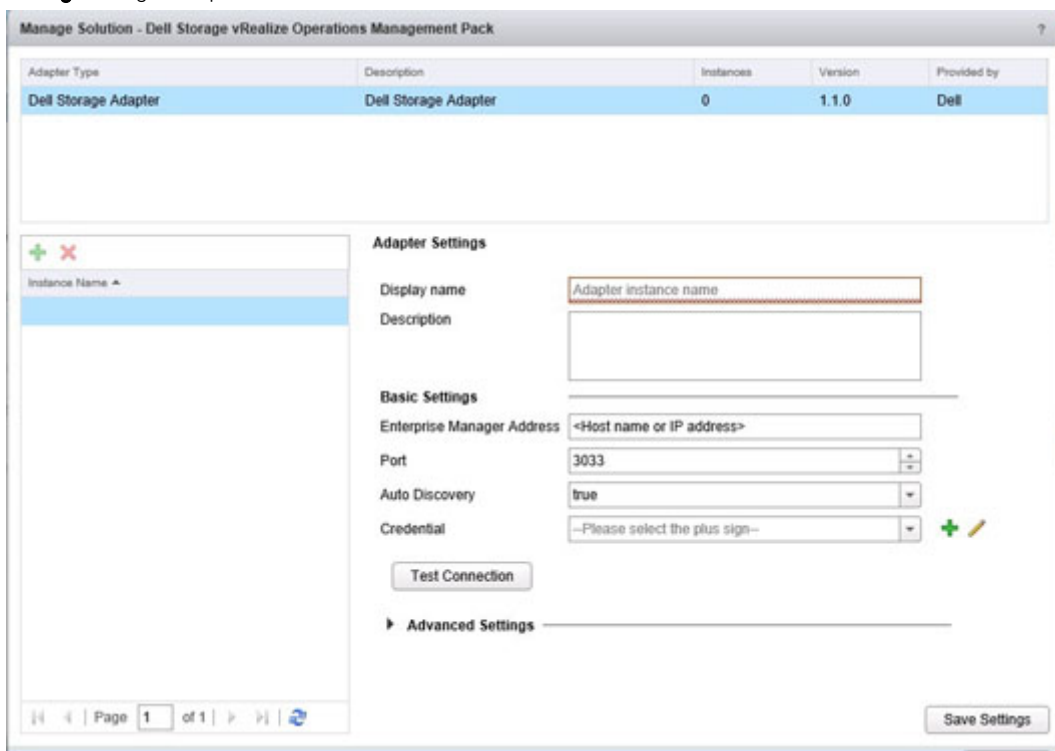 Manage Solution - Dell Storage vRealize Operations Management Pack ?
Adapter Type Description Instances Version Provided by
Dell Storage Adapter Dell Storage Adapter 0 1.1.0 Dell
Instance Name
Adapter Settings
Display name Adapter instance name
Description
Basic Settings
Enterprise Manager Address <Host name or IP address>
Port 3033
Auto Discovery true
Credential --Please select the plus sign--
Test Connection
Advanced Settings
Page 1 of 1
Save Settings